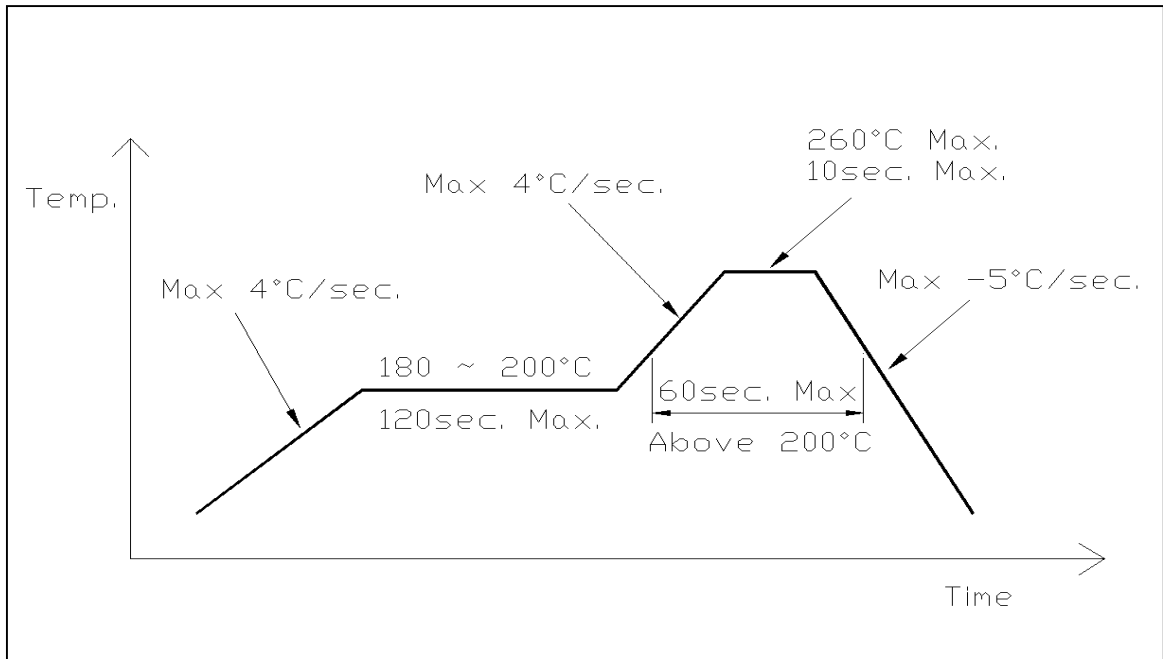 260°C Max.
10sec. Max.
Max 4°C/sec.
Temp.
Max -5°C/sec.
Max 4°C/sec.
180 ~ 200°C
120sec. Max.
60sec. Max
Above 200°C
Time